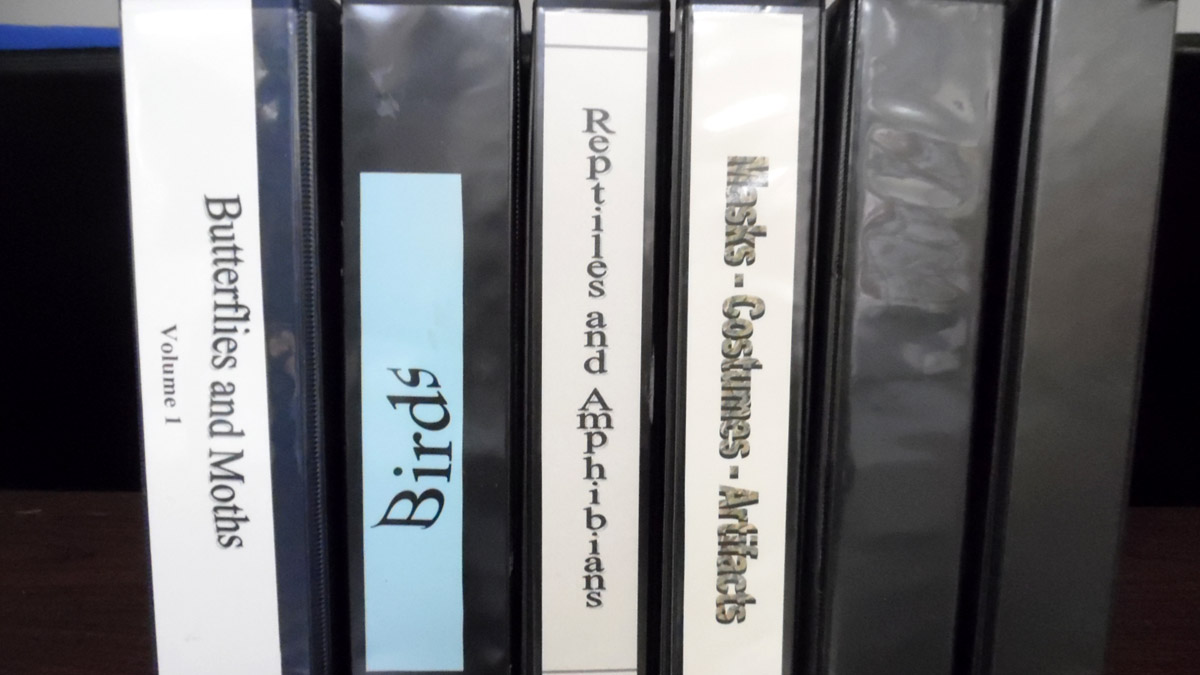 Butterflies and Moths
Volume 1
Birds
Reptiles and Amphibians
Masks - Costumes - Artifacts